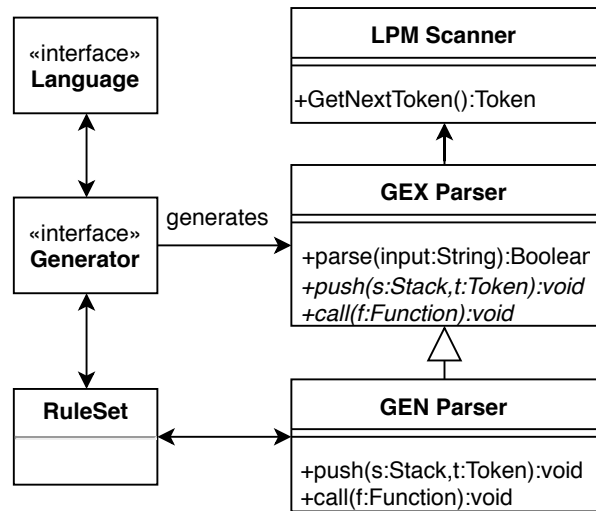 «interface»
Language
LPM Scanner
+GetNextToken():Token
«interface»
Generator
generates
GEX Parser
+parse(input:String):Boolear
+push(s:Stack,t:Token):void
+call(f:Function):void
RuleSet
GEN Parser
+push(s:Stack,t:Token):void
+call(f:Function):void